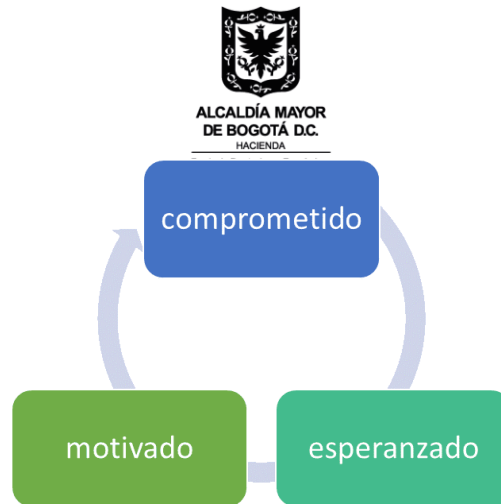 ALCALDÍA MAYOR
DE BOGOTÁ D.C.
HACIENDA
comprometido
motivado
esperanzado